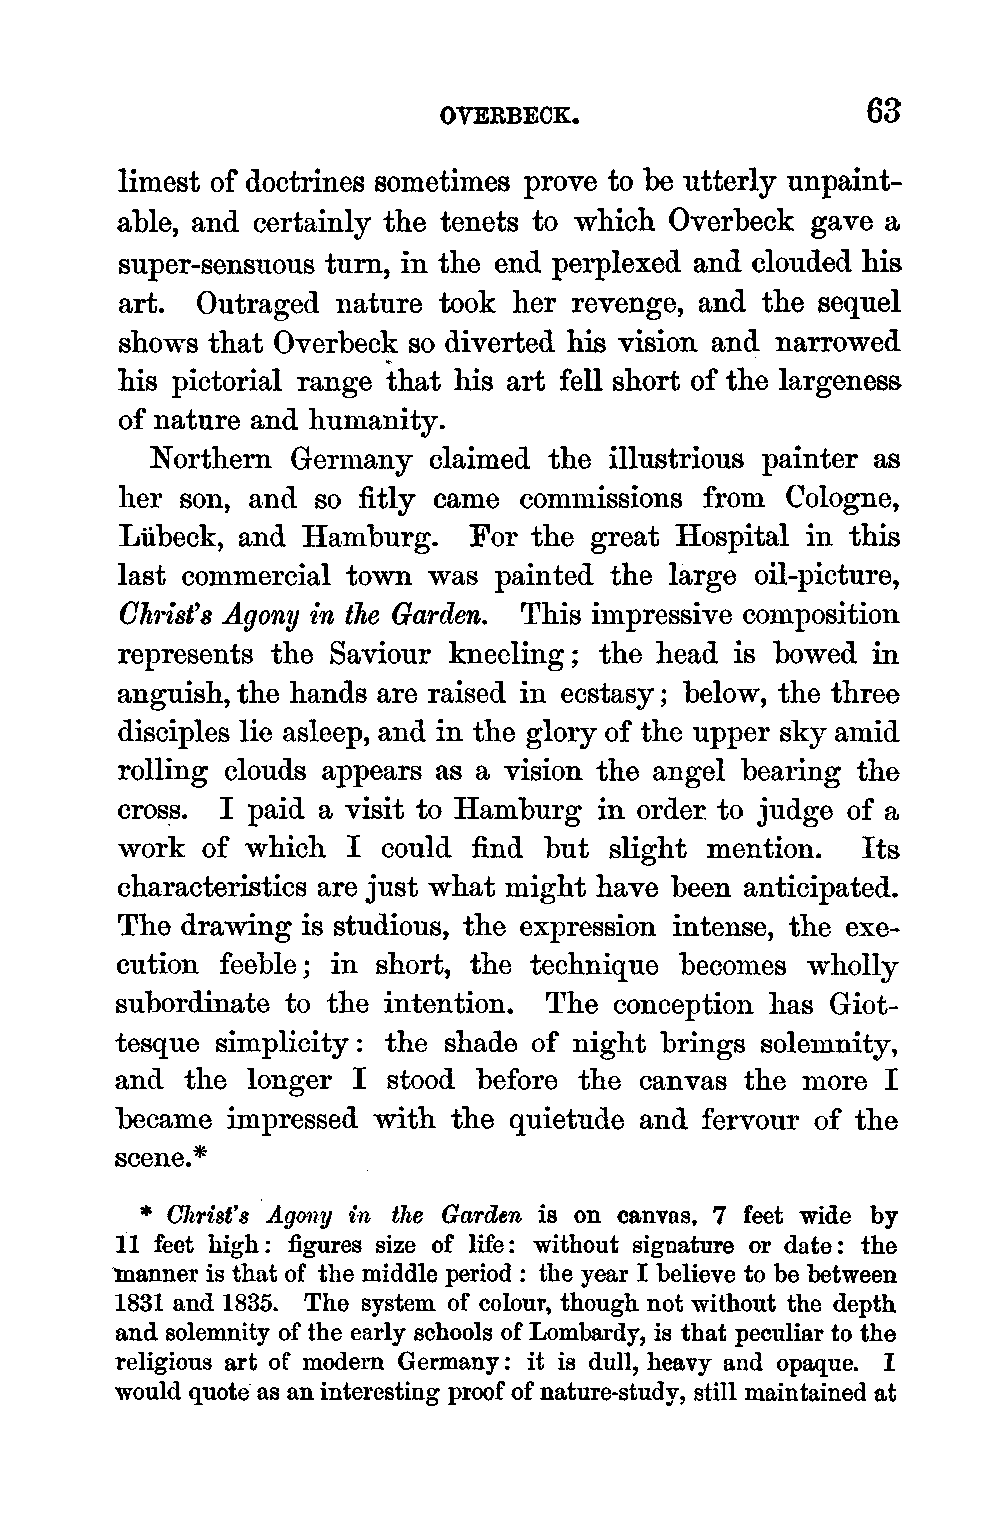 OVERBECK. 63
limest of doctrines sometimes prove to be utterly unpaint-
able, and certainly the tenets to which Overbeck gave a
super-sensuous turn, in the end perplexed and clouded his
art. Outraged nature took her revenge, and the sequel
shows that Overbeck so diverted his vision and narrowed
his pictorial range that his art fell short of the largeness
of nature and humanity.
Northern Germany claimed the illustrious painter as
her son, and so fitly came commissions from Cologne,
Lübeck, and Hamburg. For the great Hospital in this
last commercial town was painted the large oil-picture,
Christ's Agony in the Garden. This impressive composition
represents the Saviour kneeling; the head is bowed in
anguish, the hands are raised in ecstasy; below, the three
disciples lie asleep, and in the glory of the upper sky amid
rolling clouds appears as a vision the angel bearing the
cross. I paid a visit to Hamburg in order to judge of a
work of which I could find but slight mention. Its
characteristics are just what might have been anticipated.
The drawing is studious, the expression intense, the exe-
cution feeble; in short, the technique becomes wholly
subordinate to the intention. The conception has Giot-
tesque simplicity: the shade of night brings solemnity,
and the longer I stood before the canvas the more I
became impressed with the quietude and fervour of the
scene.*
* Christ's Agony in the Garden is on canvas, 7 feet wide by
11 feet high: figures size of life: without signature or date: the
manner is that of the middle period: the year I believe to be between
1831 and 1835. The system of colour, though not without the depth
and solemnity of the early schools of Lombardy, is that peculiar to the
religious art of modern Germany: it is dull, heavy and opaque. I
would quote as an interesting proof of nature-study, still maintained at